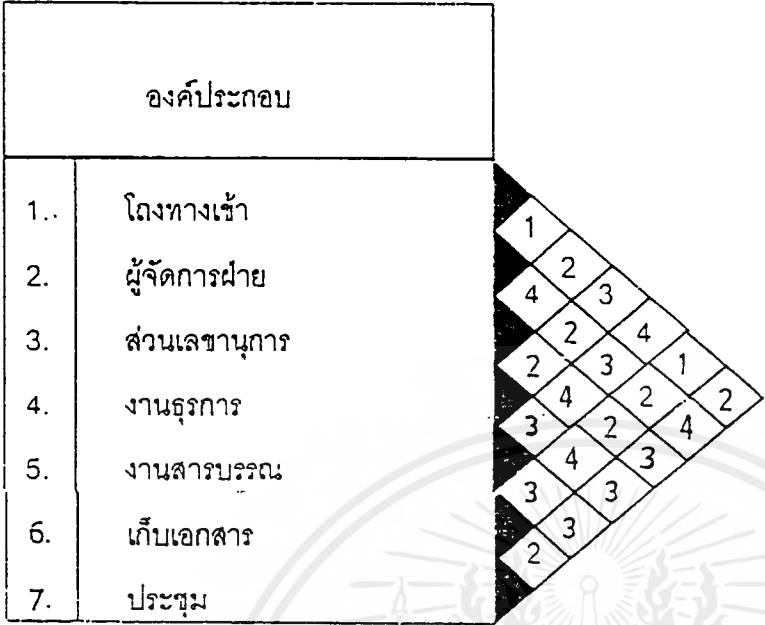 องค์ประกอบ
1.. โถงทางเข้า
2. ผู้จัดการฝ่าย
3. ส่วนเลขานุการ
4. งานธุรการ
5. งานสารบรรณ
6. เก็บเอกสาร
7. ประชุม
1
2
4 3
2 4
2 3 1
4 2 2
3 2 4
4 3
3 3
3
2